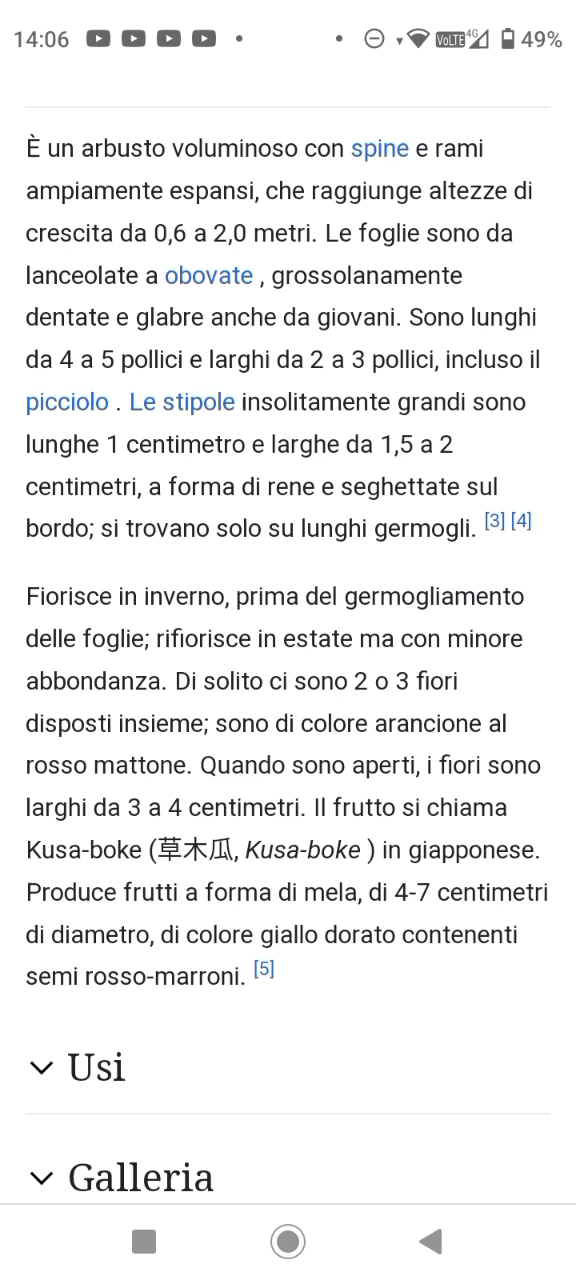 14:06 VoLTE 4G 49%
È un arbusto voluminoso con spine e rami
ampiamente espansi, che raggiunge altezze di
crescita da 0,6 a 2,0 metri. Le foglie sono da
lanceolate a obovate , grossolanamente
dentate e glabre anche da giovani. Sono lunghi
da 4 a 5 pollici e larghi da 2 a 3 pollici, incluso il
picciolo . Le stipole insolitamente grandi sono
lunghe 1 centimetro e larghe da 1,5 a 2
centimetri, a forma di rene e seghettate sul
bordo; si trovano solo su lunghi germogli. [3] [4]
Fiorisce in inverno, prima del germogliamento
delle foglie; rifiorisce in estate ma con minore
abbondanza. Di solito ci sono 2 o 3 fiori
disposti insieme; sono di colore arancione al
rosso mattone. Quando sono aperti, i fiori sono
larghi da 3 a 4 centimetri. Il frutto si chiama
Kusa-boke (草木瓜, Kusa-boke ) in giapponese.
Produce frutti a forma di mela, di 4-7 centimetri
di diametro, di colore giallo dorato contenenti
semi rosso-marroni. [5]
Usi
Galleria